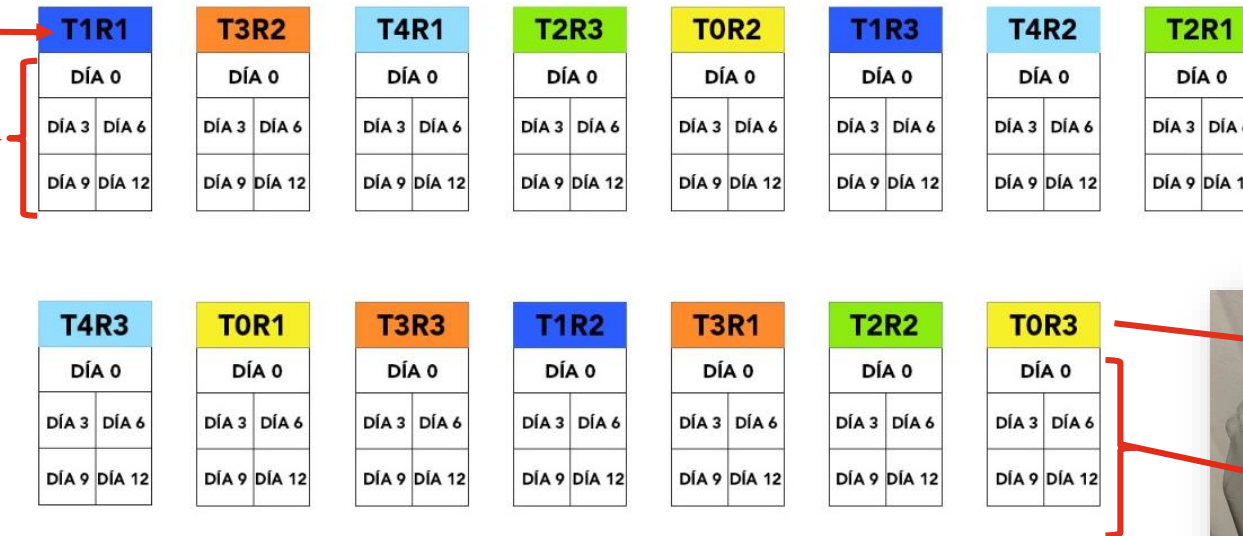 T1R1 T3R2 T4R1 T2R3 T0R2 T1R3 T4R2 T2R1
DÍA 0 DÍA 0 DÍA 0 DÍA 0 DÍA 0 DÍA 0 DÍA 0 DÍA 0
DÍA 3 DÍA 6 DÍA 3 DÍA 6 DÍA 3 DÍA 6 DÍA 3 DÍA 6 DÍA 3 DÍA 6 DÍA 3 DÍA 6 DÍA 3 DÍA 6 DÍA 3 DÍA
DÍA 9 DÍA 12 DÍA 9 DÍA 12 DÍA 9 DÍA 12 DÍA 9 DÍA 12 DÍA 9 DÍA 12 DÍA 9 DÍA 12 DÍA 9 DÍA 12 DÍA 9 DÍA
T4R3 T0R1 T3R3 T1R2 T3R1 T2R2 T0R3
DÍA 0 DÍA 0 DÍA 0 DÍA 0 DÍA 0 DÍA 0 DÍA 0
DÍA 3 DÍA 6 DÍA 3 DÍA 6 DÍA 3 DÍA 6 DÍA 3 DÍA 6 DÍA 3 DÍA 6 DÍA 3 DÍA 6 DÍA 3 DÍA 6
DÍA 9 DÍA 12 DÍA 9 DÍA 12 DÍA 9 DÍA 12 DÍA 9 DÍA 12 DÍA 9 DÍA 12 DÍA 9 DÍA 12 DÍA 9 DÍA 12